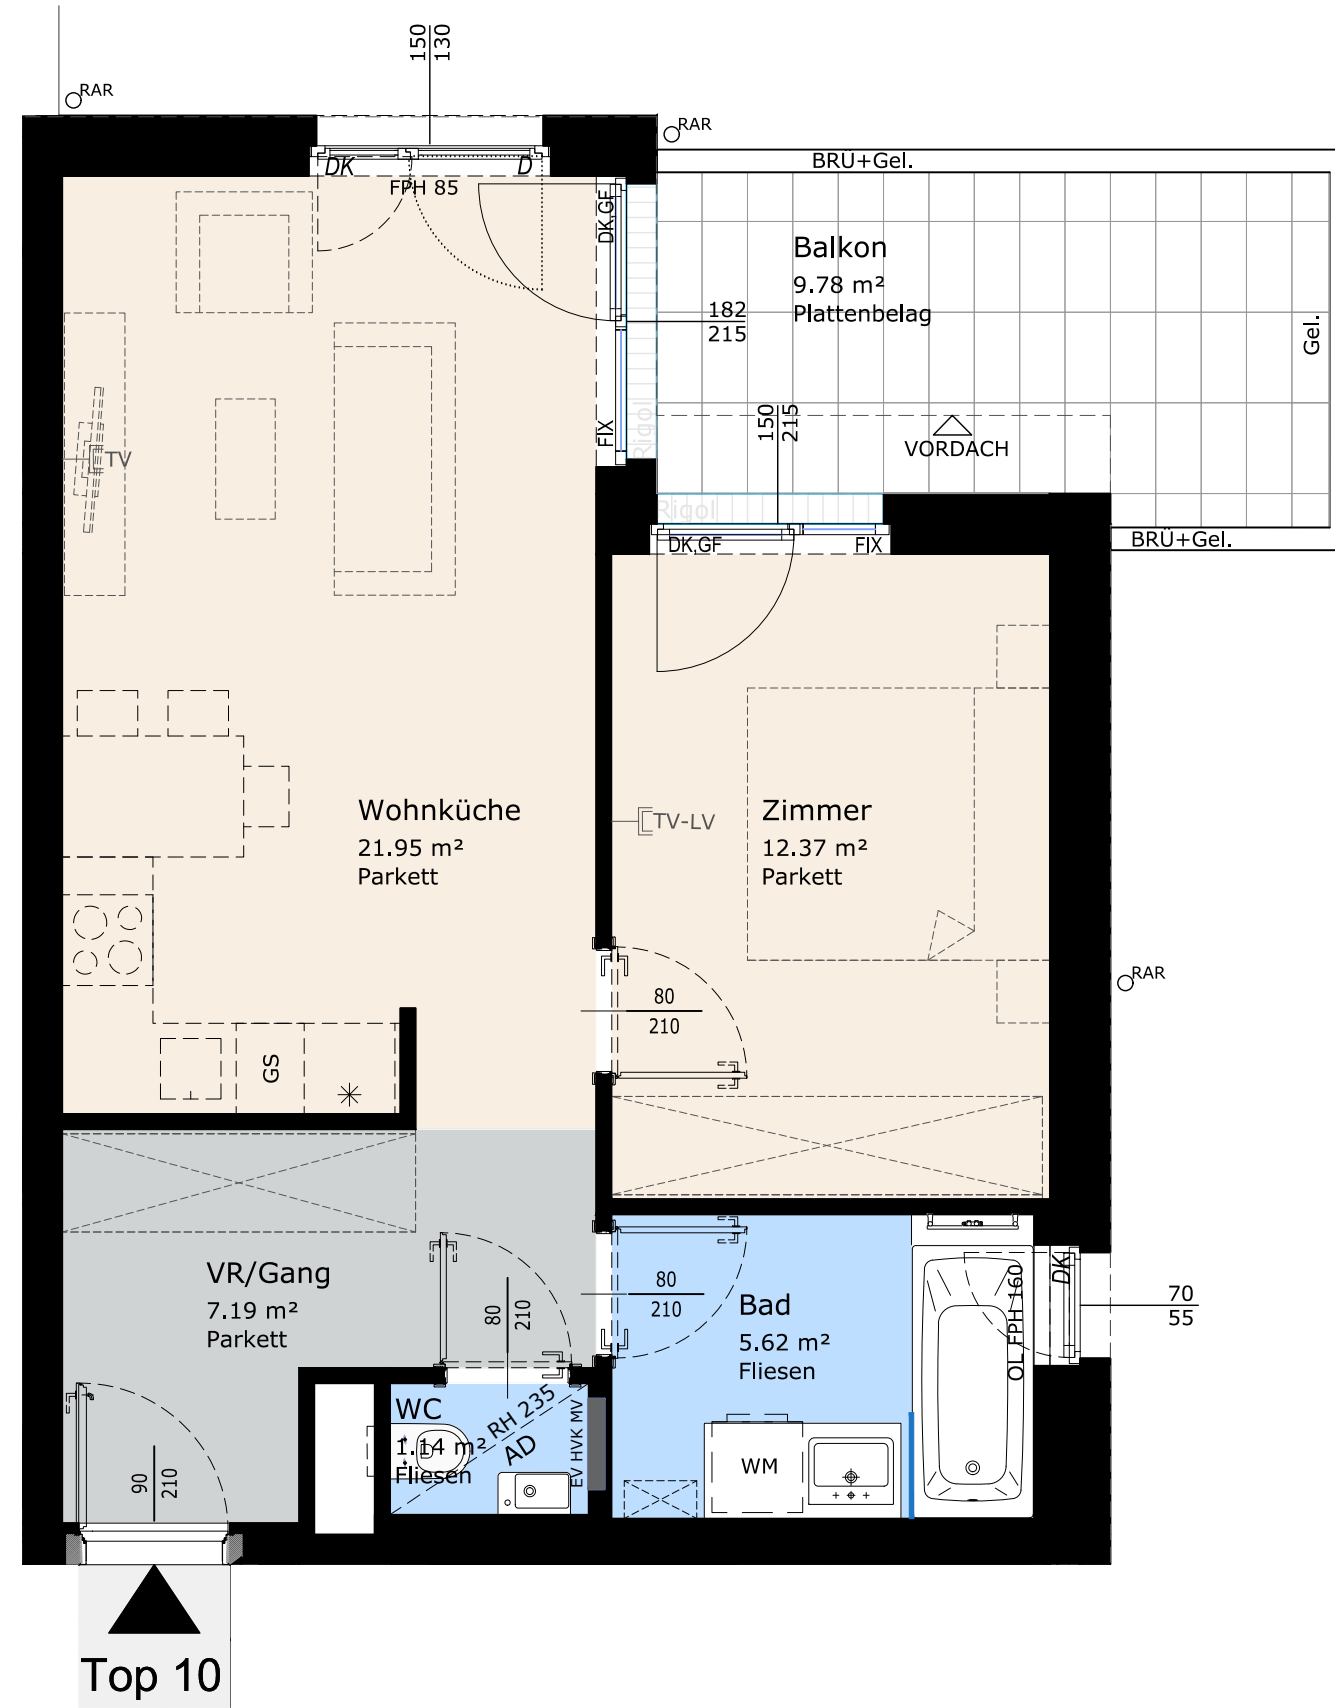 150
130
RAR
RAR
BRÜ+Gel.
DK
D
FPH 85
DK,GF
Balkon
9.78 m²
Plattenbelag
182
215
Gel.
FIX
Rigol
150
215
VORDACH
TV
Rigol
DK,GF
FIX
BRÜ+Gel.
Wohnküche
21.95 m²
Parkett
TV-LV
Zimmer
12.37 m²
Parkett
RAR
80
210
GS
VR/Gang
7.19 m²
Parkett
80
210
80
210
Bad
5.62 m²
Fliesen
OL FPH 160
DK
70
55
WC
1.14 m²
Fliesen
RH 235
AD
EV HVK MV
WM
90
210
Top 10